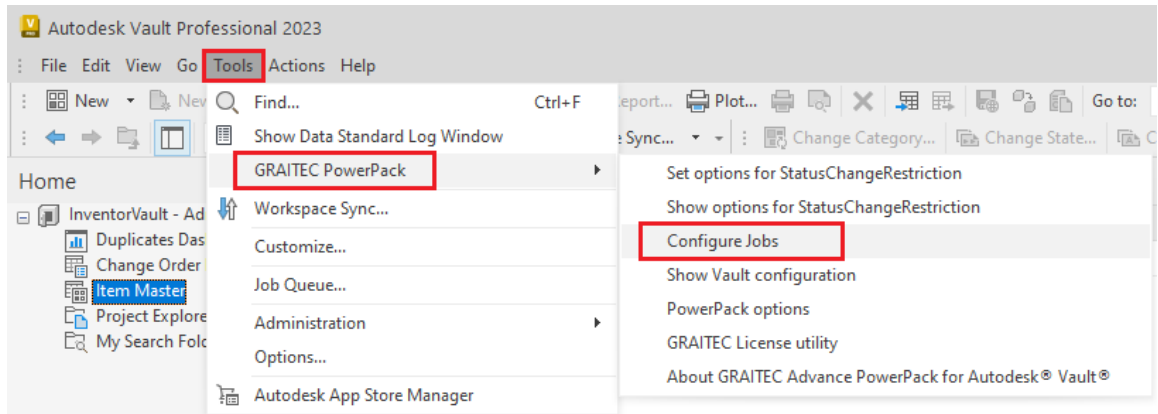 Autodesk Vault Professional 2023
File Edit View Go Tools Actions Help
New New eport... Plot... Go to:
Sync... Change Category... Change State... C
Home
InventorVault - Ad
Duplicates Das
Change Order
Item Master
Project Explore
My Search Fold
Find... Ctrl+F
Show Data Standard Log Window
GRAITEC PowerPack
Workspace Sync...
Customize...
Job Queue...
Administration
Options...
Autodesk App Store Manager
Set options for StatusChangeRestriction
Show options for StatusChangeRestriction
Configure Jobs
Show Vault configuration
PowerPack options
GRAITEC License utility
About GRAITEC Advance PowerPack for Autodesk® Vault®